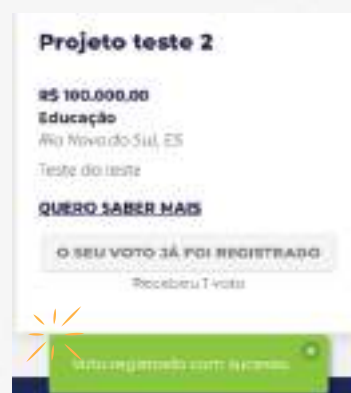 Projeto teste 2
R$ 100.000,00
Educação
Rio Novo do Sul, ES
Teste do teste
QUERO SABER MAIS
O SEU VOTO JÁ FOI REGISTRADO
Recebeu 1 voto
Voto registrado com sucesso.